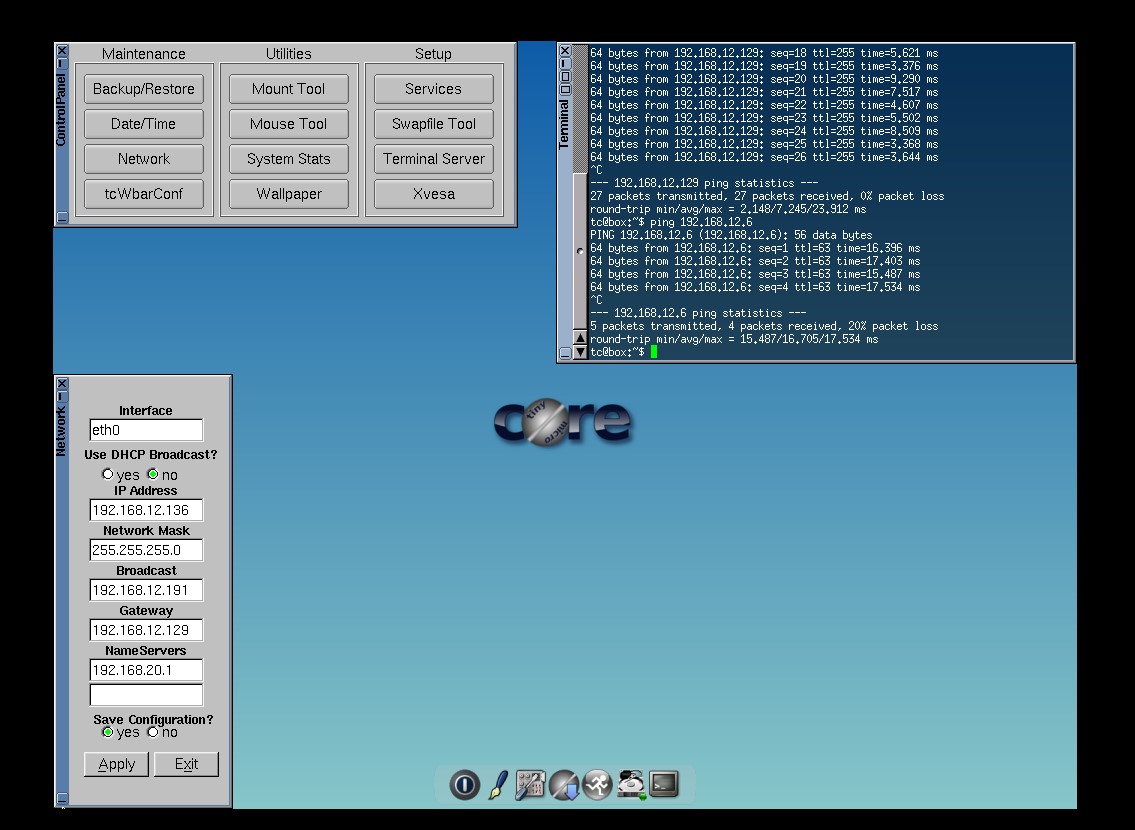 ControlPanel
Maintenance
Backup/Restore
Date/Time
Network
tcWbarConf
Utilities
Mount Tool
Mouse Tool
System Stats
Wallpaper
Setup
Services
Swapfile Tool
Terminal Server
Xvesa
Terminal
64 bytes from 192.168.12.129: seq=18 ttl=255 time=5.621 ms
64 bytes from 192.168.12.129: seq=19 ttl=255 time=3.376 ms
64 bytes from 192.168.12.129: seq=20 ttl=255 time=9.290 ms
64 bytes from 192.168.12.129: seq=21 ttl=255 time=7.517 ms
64 bytes from 192.168.12.129: seq=22 ttl=255 time=4.607 ms
64 bytes from 192.168.12.129: seq=23 ttl=255 time=5.502 ms
64 bytes from 192.168.12.129: seq=24 ttl=255 time=8.509 ms
64 bytes from 192.168.12.129: seq=25 ttl=255 time=3.368 ms
64 bytes from 192.168.12.129: seq=26 ttl=255 time=3.644 ms
^C
--- 192.168.12.129 ping statistics ---
27 packets transmitted, 27 packets received, 0% packet loss
round-trip min/avg/max = 2.148/7.245/23.912 ms
tc@box:~$ ping 192.168.12.6
PING 192.168.12.6 (192.168.12.6): 56 data bytes
64 bytes from 192.168.12.6: seq=1 ttl=63 time=16.396 ms
64 bytes from 192.168.12.6: seq=2 ttl=63 time=17.403 ms
64 bytes from 192.168.12.6: seq=3 ttl=63 time=15.487 ms
64 bytes from 192.168.12.6: seq=4 ttl=63 time=17.534 ms
^C
--- 192.168.12.6 ping statistics ---
5 packets transmitted, 4 packets received, 20% packet loss
round-trip min/avg/max = 15.487/16.705/17.534 ms
tc@box:~$
Network
Interface
eth0
Use DHCP Broadcast?
yes no
IP Address
192.168.12.136
Network Mask
255.255.255.0
Broadcast
192.168.12.191
Gateway
192.168.12.129
NameServers
192.168.20.1
Save Configuration?
yes no
Apply Exit
core
tiny
micro